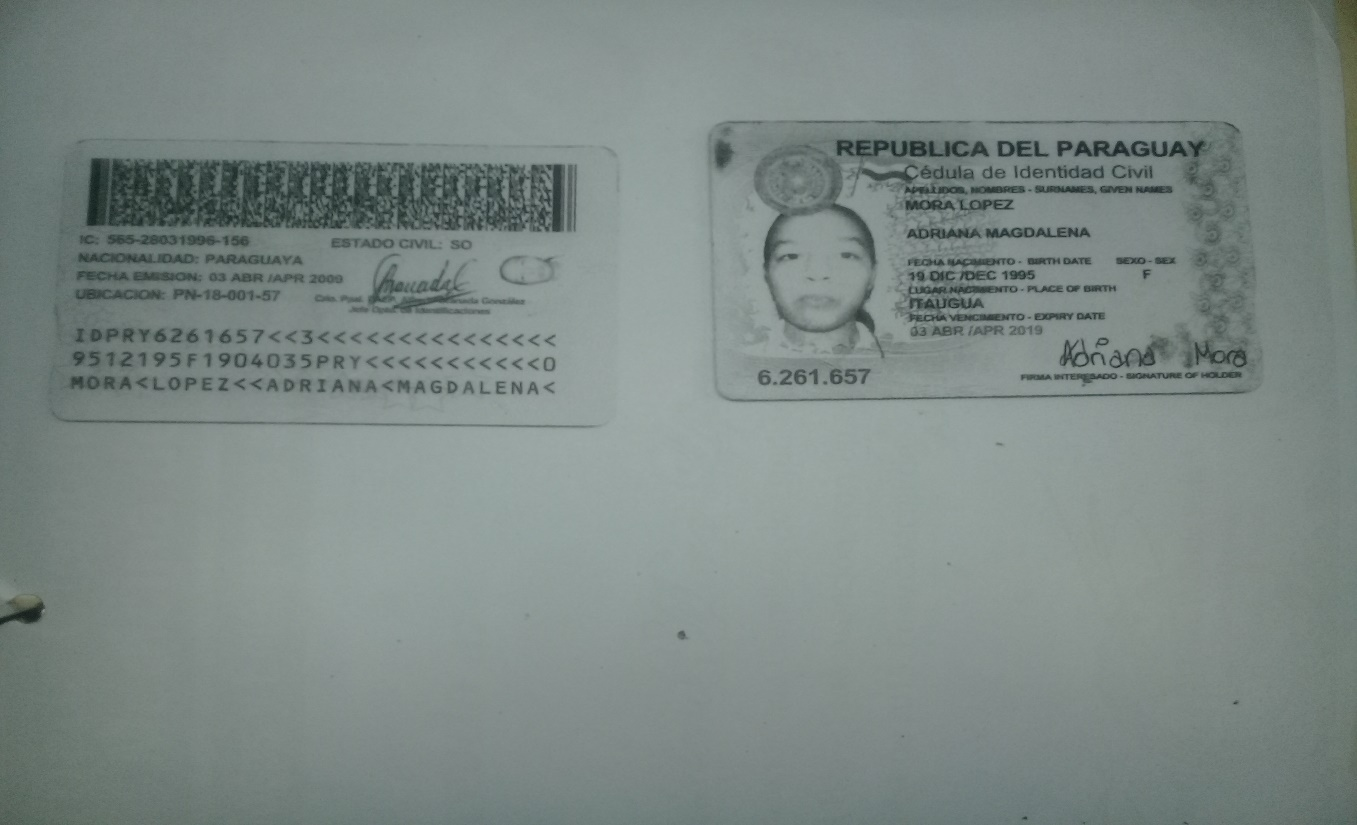 IC: 565-28031996-156
ESTADO CIVIL: SO
NACIONALIDAD: PARAGUAYA
FECHA EMISION: 03 ABR /APR 2009
UBICACION: PN-18-001-57
Jefe Dpto. de Identificaciones
IDPRY6261657<<3<<<<<<<<<<<<<<<
9512195F1904035PRY<<<<<<<<<<<0
MORA<LOPEZ<<ADRIANA<MAGDALENA<
REPUBLICA DEL PARAGUAY
Cédula de Identidad Civil
APELLIDOS, NOMBRES - SURNAMES, GIVEN NAMES
MORA LOPEZ
ADRIANA MAGDALENA
FECHA NACIMIENTO - BIRTH DATE SEXO - SEX
19 DIC /DEC 1995 F
LUGAR NACIMIENTO - PLACE OF BIRTH
ITAUGUA
FECHA VENCIMIENTO - EXPIRY DATE
03 ABR /APR 2019
Adriana Mora
6.261.657
FIRMA INTERESADO - SIGNATURE OF HOLDER